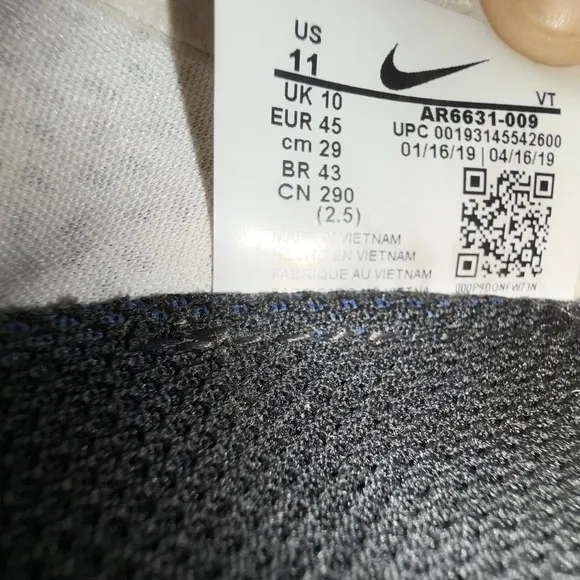 US
11
UK 10
EUR 45
cm 29
BR 43
CN 290
(2.5)
VT
AR6631-009
UPC 00193145542600
01/16/19 | 04/16/19
VIETNAM
EN VIETNAM
FABRIQUE AU VIETNAM